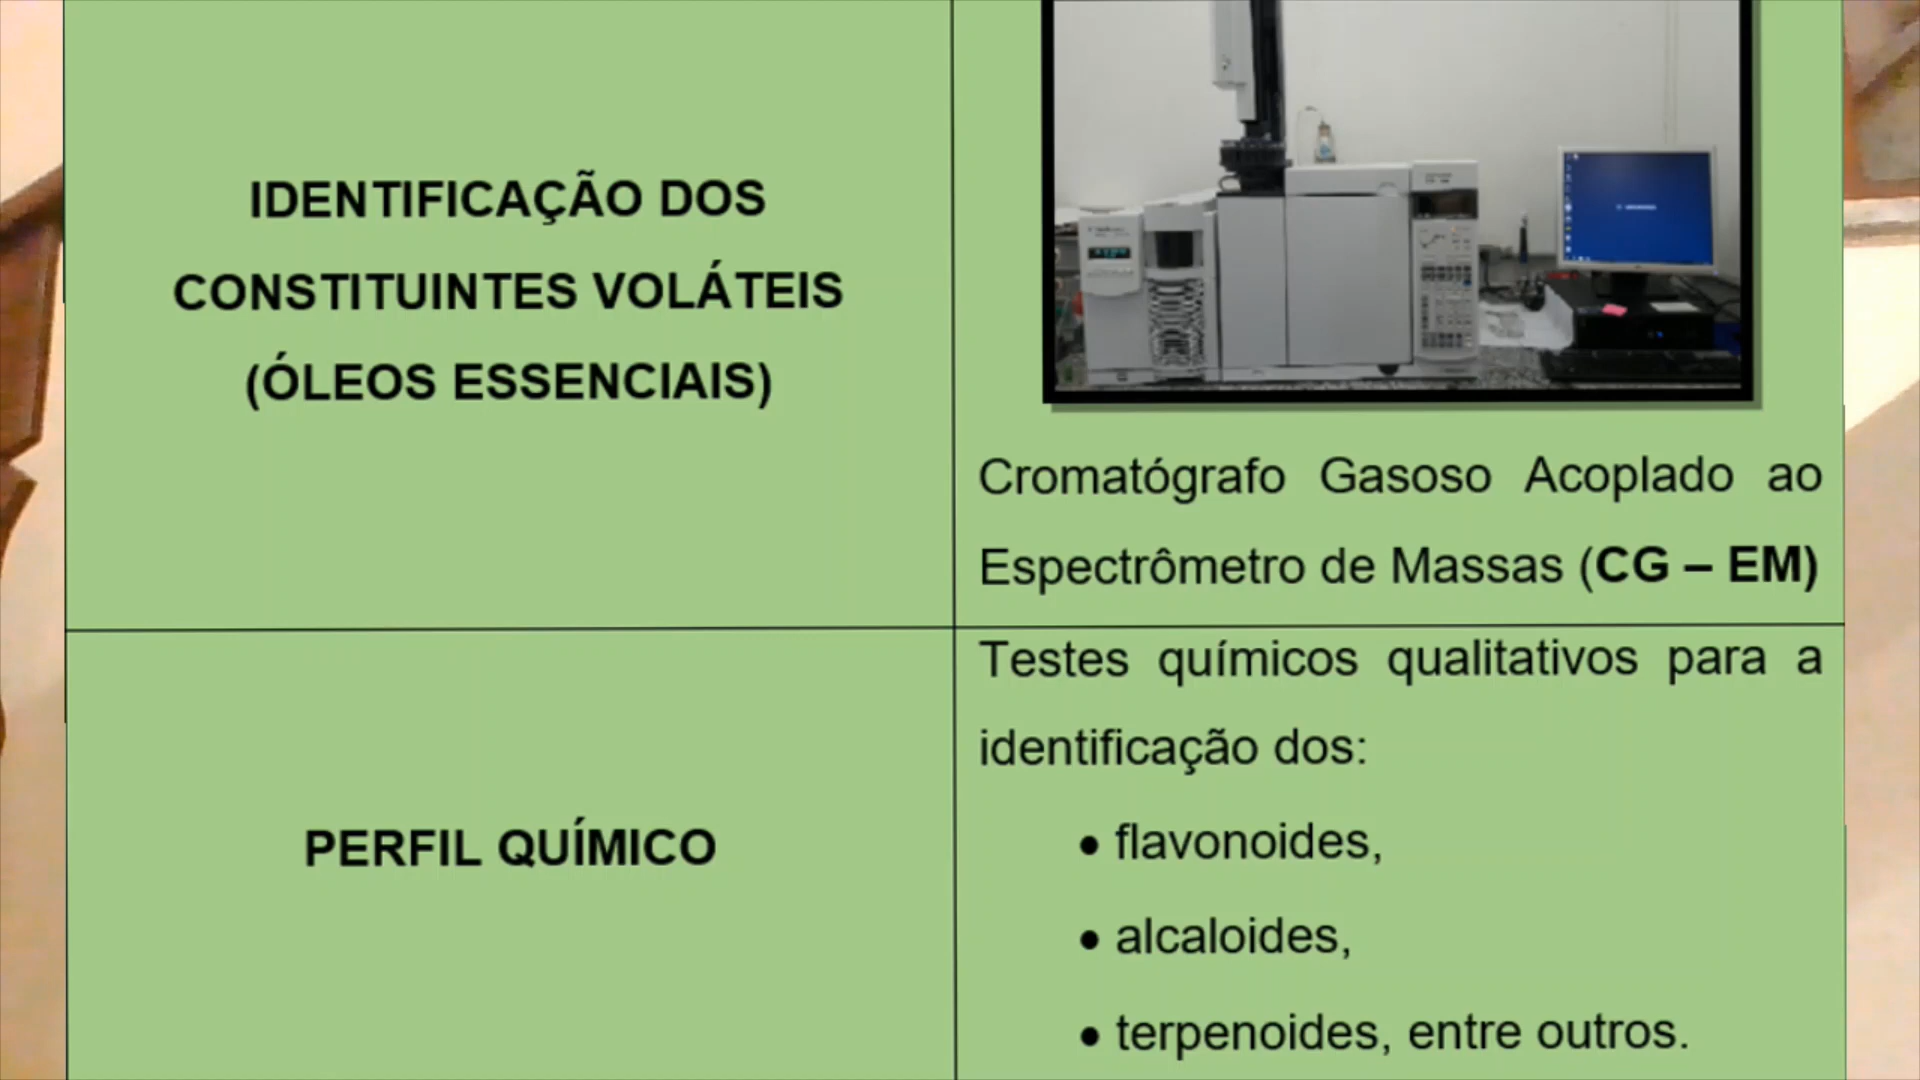 IDENTIFICAÇÃO DOS
CONSTITUINTES VOLÁTEIS
(ÓLEOS ESSENCIAIS)
Cromatógrafo Gasoso Acoplado ao
Espectrômetro de Massas (CG – EM)
PERFIL QUÍMICO
Testes químicos qualitativos para a
identificação dos:
• flavonoides,
• alcaloides,
• terpenoides, entre outros.